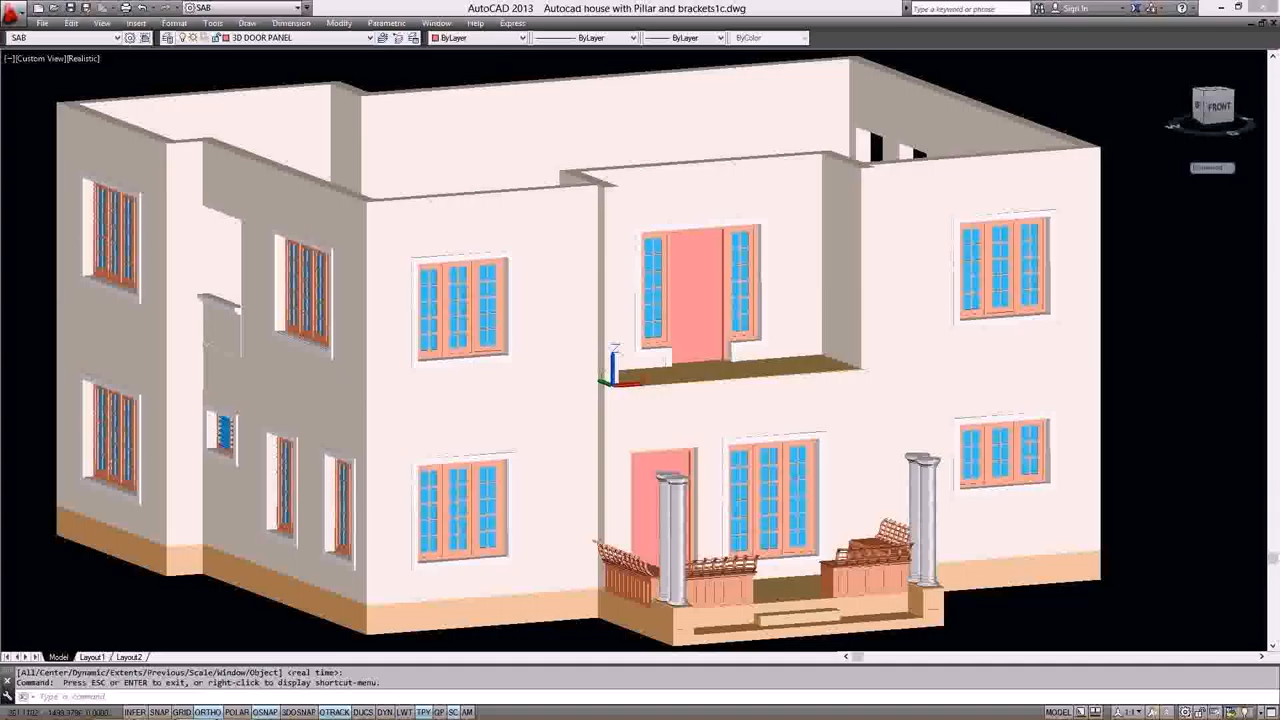 SAB
AutoCAD 2013 Autocad house with Pillar and brackets1c.dwg
Type a keyword or phrase
Sign In
File Edit View Insert Format Tools Draw Dimension Modify Parametric Window Help Express
SAB
3D DOOR PANEL
ByLayer
ByLayer
ByLayer
ByColor
[−][Custom View][Realistic]
FRONT
Z
Model Layout1 Layout2
[All/Center/Dynamic/Extents/Previous/Scale/Window/Object] <real time>:
Command: Press ESC or ENTER to exit, or right-click to display shortcut-menu.
Type a command
INFER SNAP GRID ORTHO POLAR OSNAP 3DOSNAP OTRACK DUCS DYN LWT TPY QP SC AM
MODEL
1:1